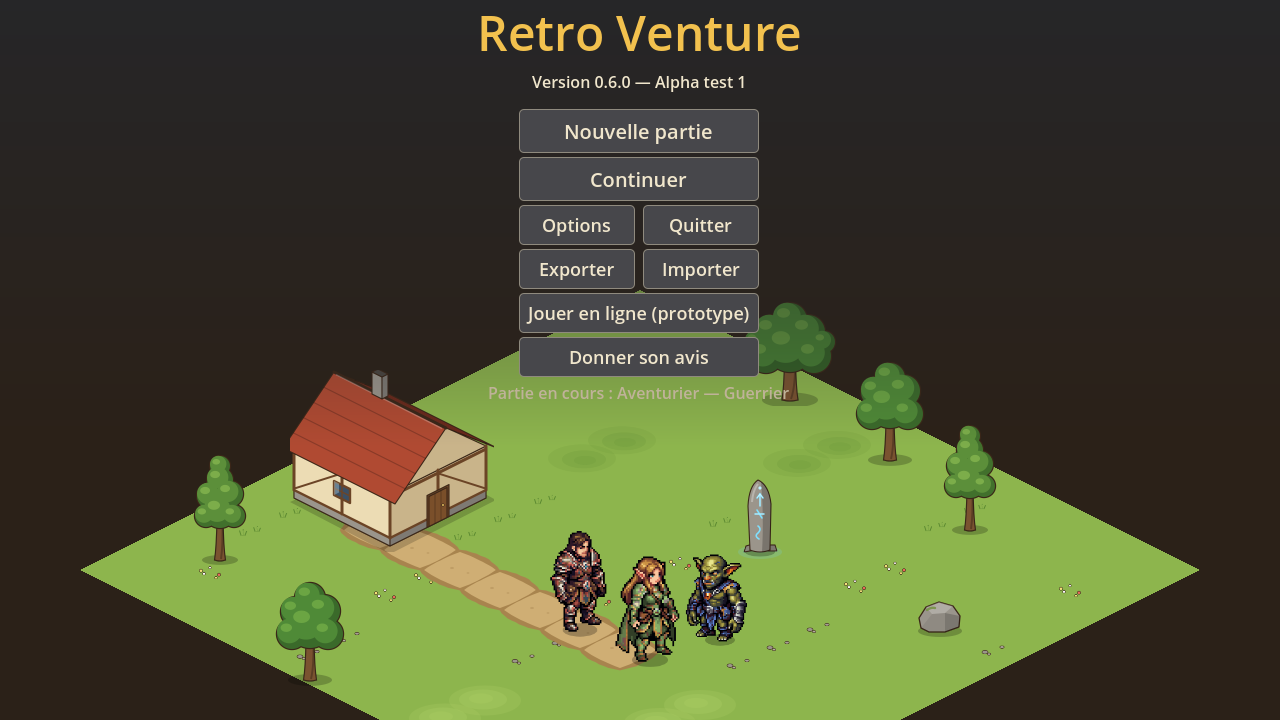 Retro Venture
Version 0.6.0 — Alpha test 1
Nouvelle partie
Continuer
Options Quitter
Exporter Importer
Jouer en ligne (prototype)
Donner son avis
Partie en cours : Aventurier — Guerrier